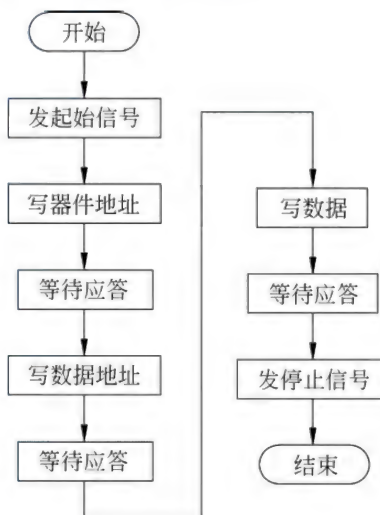 开始
发起始信号
写器件地址
等待应答
写数据地址
等待应答
写数据
等待应答
发停止信号
结束